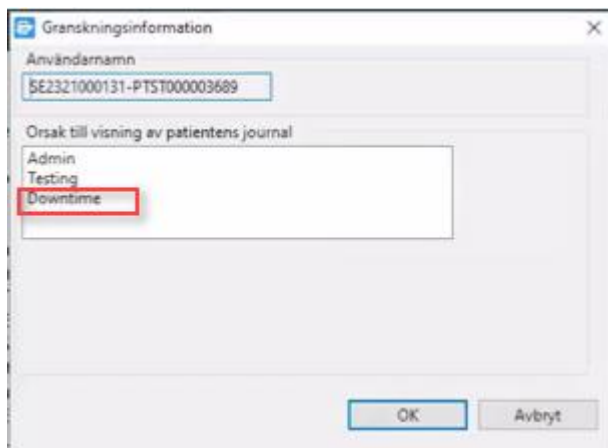 Granskningsinformation
Användarnamn
SE2321000131-PTST000003689
Orsak till visning av patientens journal
Admin
Testing
Downtime
OK
Avbryt